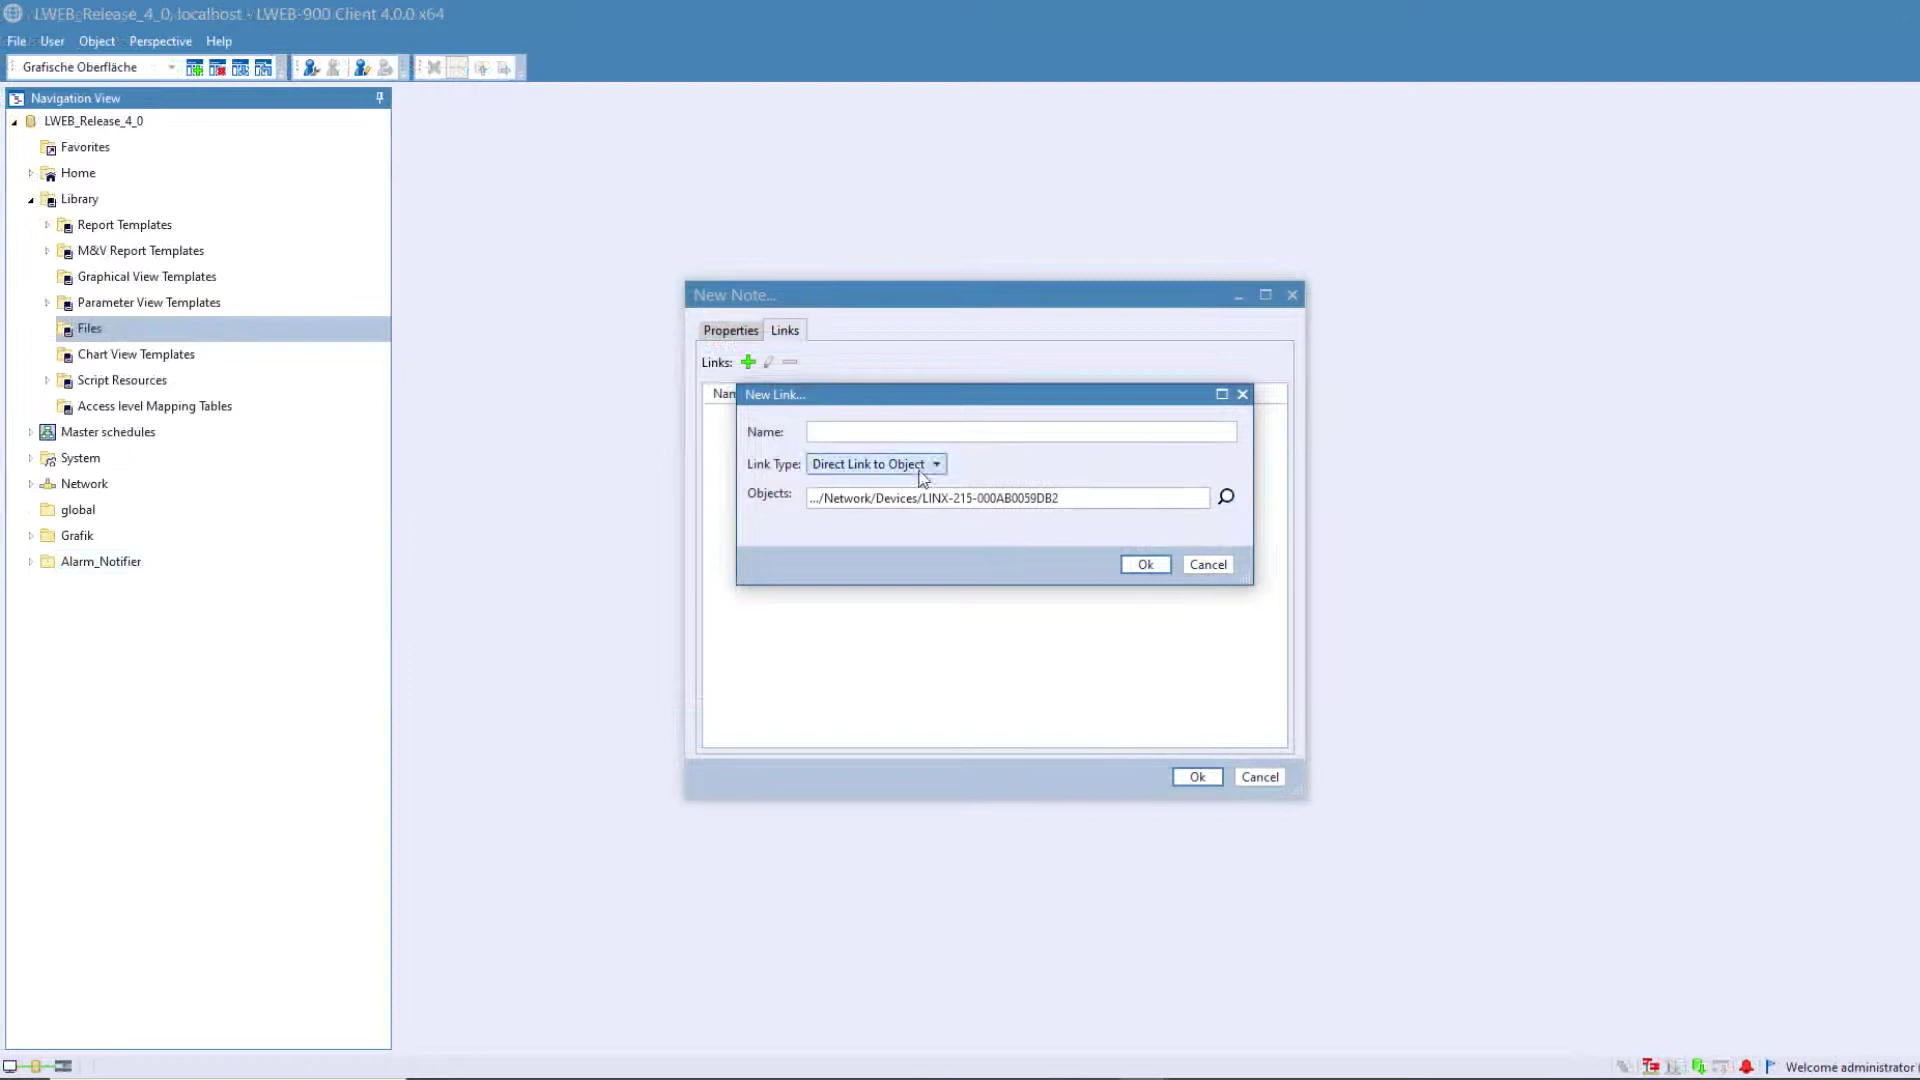 LWEB_Release_4_0, localhost - LWEB-900 Client 4.0.0 x64
File User Object Perspective Help
Grafische Oberfläche
Navigation View
LWEB_Release_4_0
Favorites
Home
Library
Report Templates
M&V Report Templates
Graphical View Templates
Parameter View Templates
Files
Chart View Templates
Script Resources
Access level Mapping Tables
Master schedules
System
Network
global
Grafik
Alarm_Notifier
New Note...
Properties Links
Links:
Nam
New Link...
Name:
Link Type: Direct Link to Object
Objects: .../Network/Devices/LINX-215-000AB0059DB2
Ok Cancel
Ok Cancel
Welcome administrator